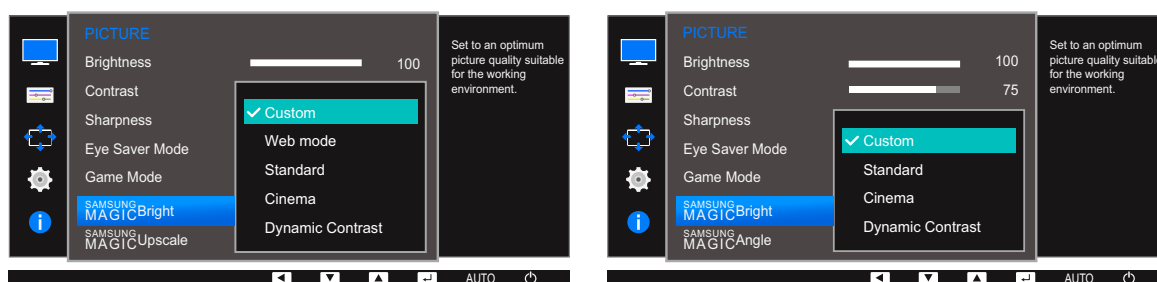 PICTURE
Brightness 100
Contrast
Sharpness
Eye Saver Mode
Game Mode
SAMSUNG
MAGICBright
SAMSUNG
MAGICUpscale
Custom
Web mode
Standard
Cinema
Dynamic Contrast
Set to an optimum
picture quality suitable
for the working
environment.
AUTO
PICTURE
Brightness 100
Contrast 75
Sharpness
Eye Saver Mode
Game Mode
SAMSUNG
MAGICBright
SAMSUNG
MAGICAngle
Custom
Standard
Cinema
Dynamic Contrast
Set to an optimum
picture quality suitabl
for the working
environment.
AUTO